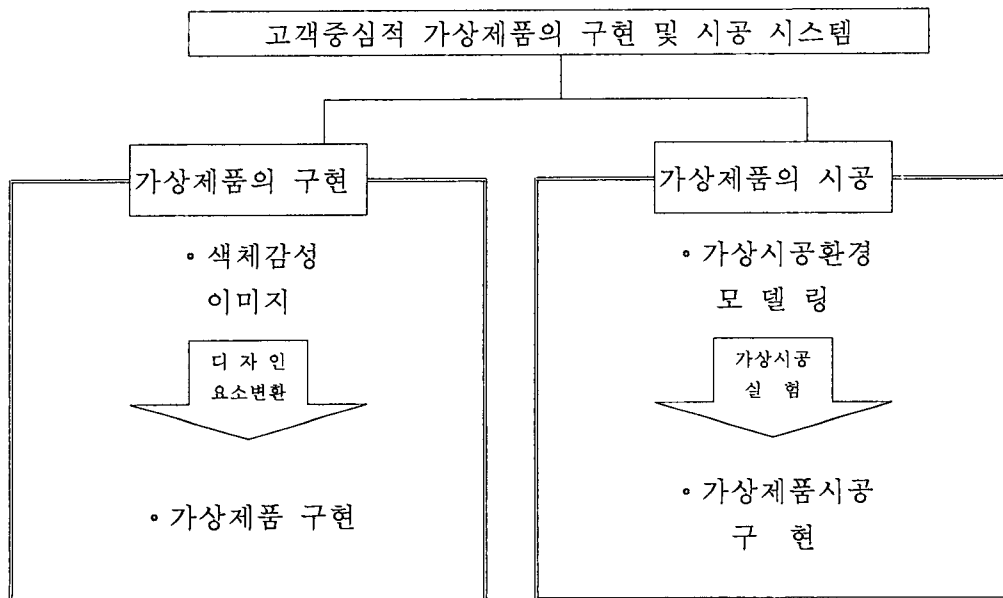 고객중심적 가상제품의 구현 및 시공 시스템
가상제품의 구현
∘ 색체감성
이미지
디 자 인
요소변환
∘ 가상제품 구현
가상제품의 시공
∘ 가상시공환경
모 델 링
가상시공
실 험
∘ 가상제품시공
구 현